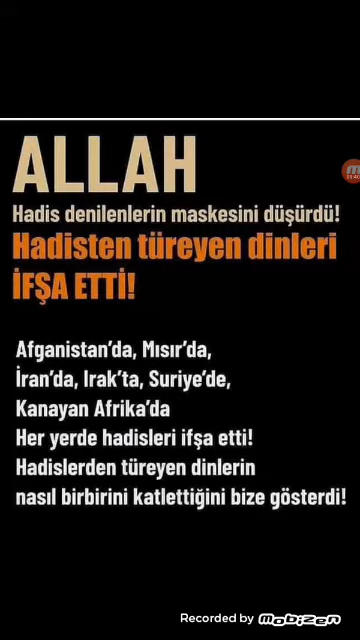 ALLAH
Hadis denilenlerin maskesini düşürdü!
Hadisten türeyen dinleri
İFŞA ETTİ!
Afganistan’da, Mısır’da,
İran’da, Irak’ta, Suriye’de,
Kanayan Afrika’da
Her yerde hadisleri ifşa etti!
Hadislerden türeyen dinlerin
nasıl birbirini katlettiğini bize gösterdi!
Recorded by mobizen